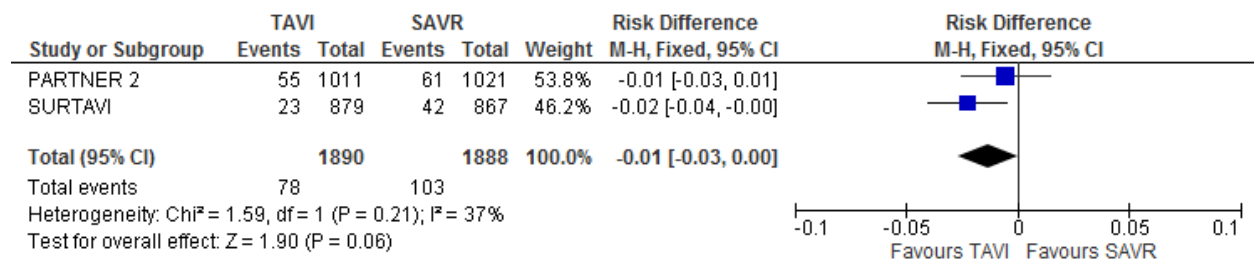 TAVI SAVR Risk Difference Risk Difference
Study or Subgroup Events Total Events Total Weight M-H, Fixed, 95% CI M-H, Fixed, 95% CI
PARTNER 2 55 1011 61 1021 53.8% -0.01 [-0.03, 0.01]
SURTAVI 23 879 42 867 46.2% -0.02 [-0.04, -0.00]
Total (95% CI) 1890 1888 100.0% -0.01 [-0.03, 0.00]
Total events 78 103
Heterogeneity: Chi² = 1.59, df = 1 (P = 0.21); I² = 37%
Test for overall effect: Z = 1.90 (P = 0.06)
-0.1 -0.05 0 0.05 0.1
Favours TAVI Favours SAVR